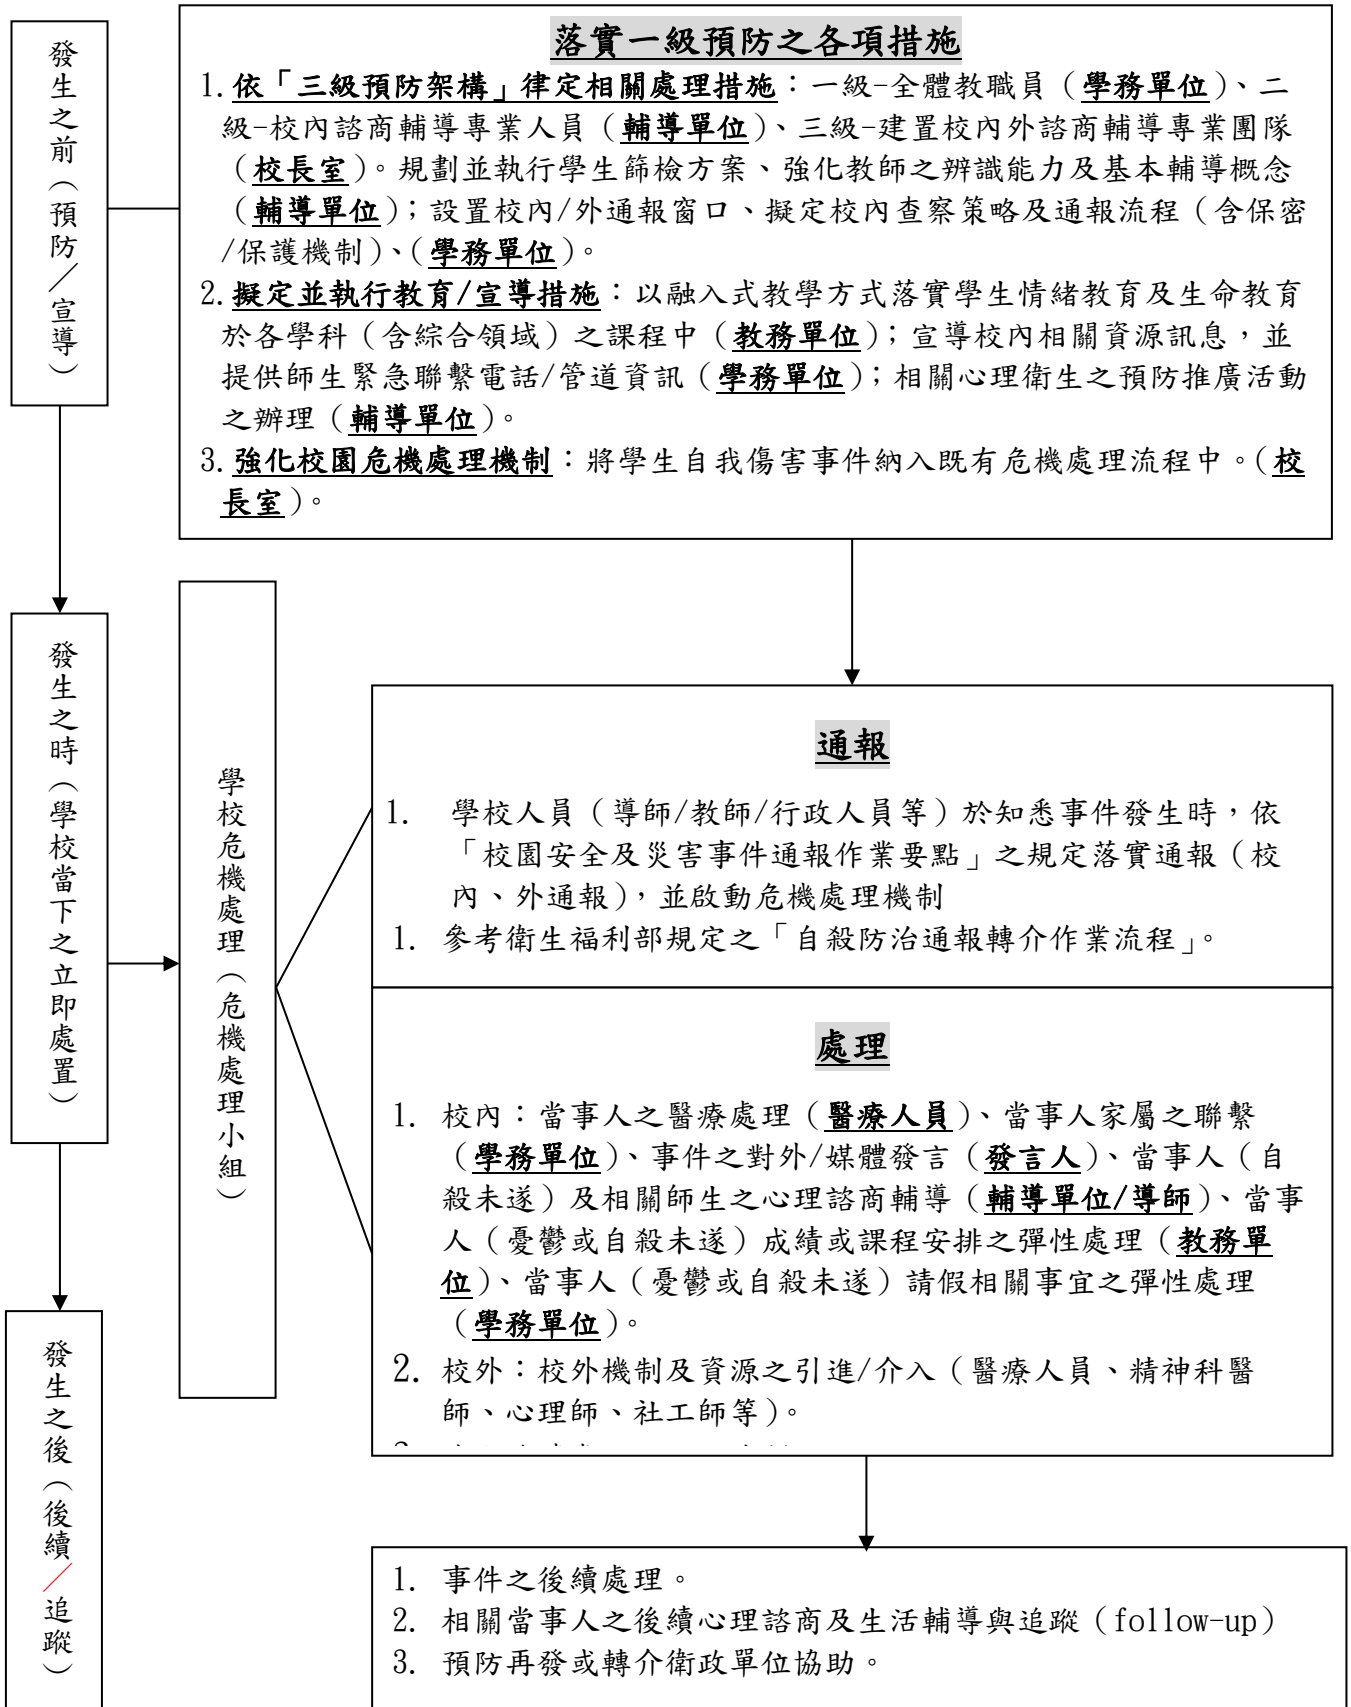 發生之前（預防／宣導）
落實一級預防之各項措施
1.依「三級預防架構」律定相關處理措施：一級-全體教職員（學務單位）、二
級-校內諮商輔導專業人員（輔導單位）、三級-建置校內外諮商輔導專業團隊
（校長室）。規劃並執行學生篩檢方案、強化教師之辨識能力及基本輔導概念
（輔導單位）；設置校內/外通報窗口、擬定校內查察策略及通報流程（含保密
/保護機制）、（學務單位）。
2.擬定並執行教育/宣導措施：以融入式教學方式落實學生情緒教育及生命教育
於各學科（含綜合領域）之課程中（教務單位）；宣導校內相關資源訊息，並
提供師生緊急聯繫電話/管道資訊（學務單位）；相關心理衛生之預防推廣活動
之辦理（輔導單位）。
3.強化校園危機處理機制：將學生自我傷害事件納入既有危機處理流程中。（校
長室）。
發生之時（學校當下之立即處置）
學校危機處理（危機處理小組）
通報
1. 學校人員（導師/教師/行政人員等）於知悉事件發生時，依
「校園安全及災害事件通報作業要點」之規定落實通報（校
內、外通報），並啟動危機處理機制
1. 參考衛生福利部規定之「自殺防治通報轉介作業流程」。
處理
1. 校內：當事人之醫療處理（醫療人員）、當事人家屬之聯繫
（學務單位）、事件之對外/媒體發言（發言人）、當事人（自
殺未遂）及相關師生之心理諮商輔導（輔導單位/導師）、當事
人（憂鬱或自殺未遂）成績或課程安排之彈性處理（教務單
位）、當事人（憂鬱或自殺未遂）請假相關事宜之彈性處理
（學務單位）。
2. 校外：校外機制及資源之引進/介入（醫療人員、精神科醫
師、心理師、社工師等）。
發生之後（後續／追蹤）
1. 事件之後續處理。
2. 相關當事人之後續心理諮商及生活輔導與追蹤（follow-up）
3. 預防再發或轉介衛政單位協助。